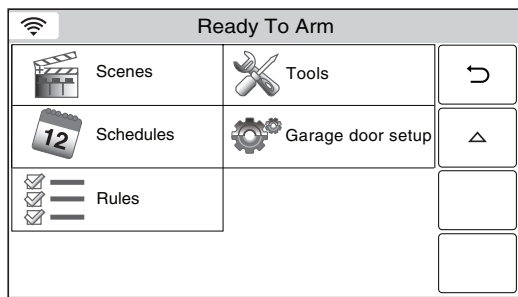 Ready To Arm
Scenes
Tools
12
Schedules
Garage door setup
Rules